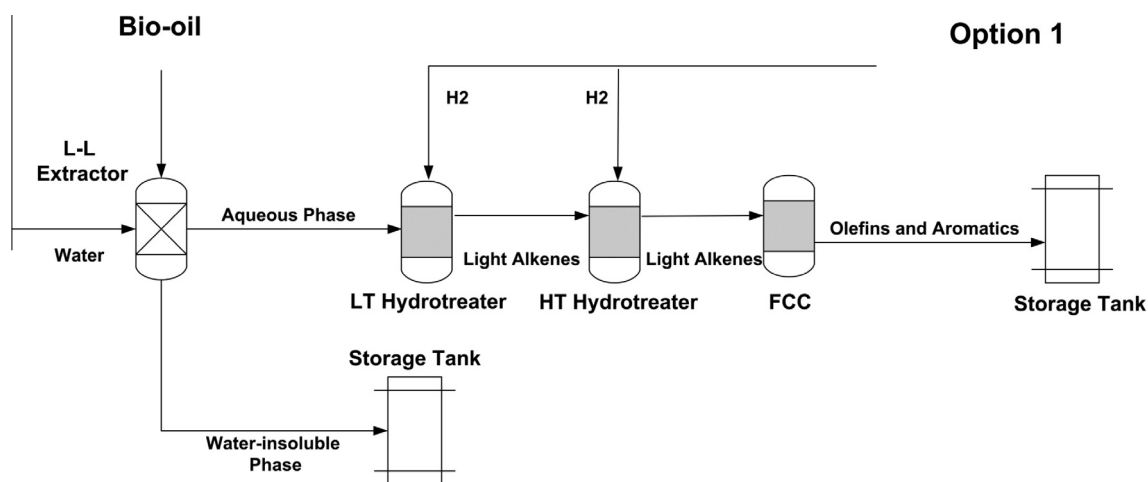 Bio-oil
Option 1
H2
H2
L-L
Extractor
Aqueous Phase
Olefins and Aromatics
Water
Light Alkenes
Light Alkenes
LT Hydrotreater
HT Hydrotreater
FCC
Storage Tank
Storage Tank
Water-insoluble
Phase